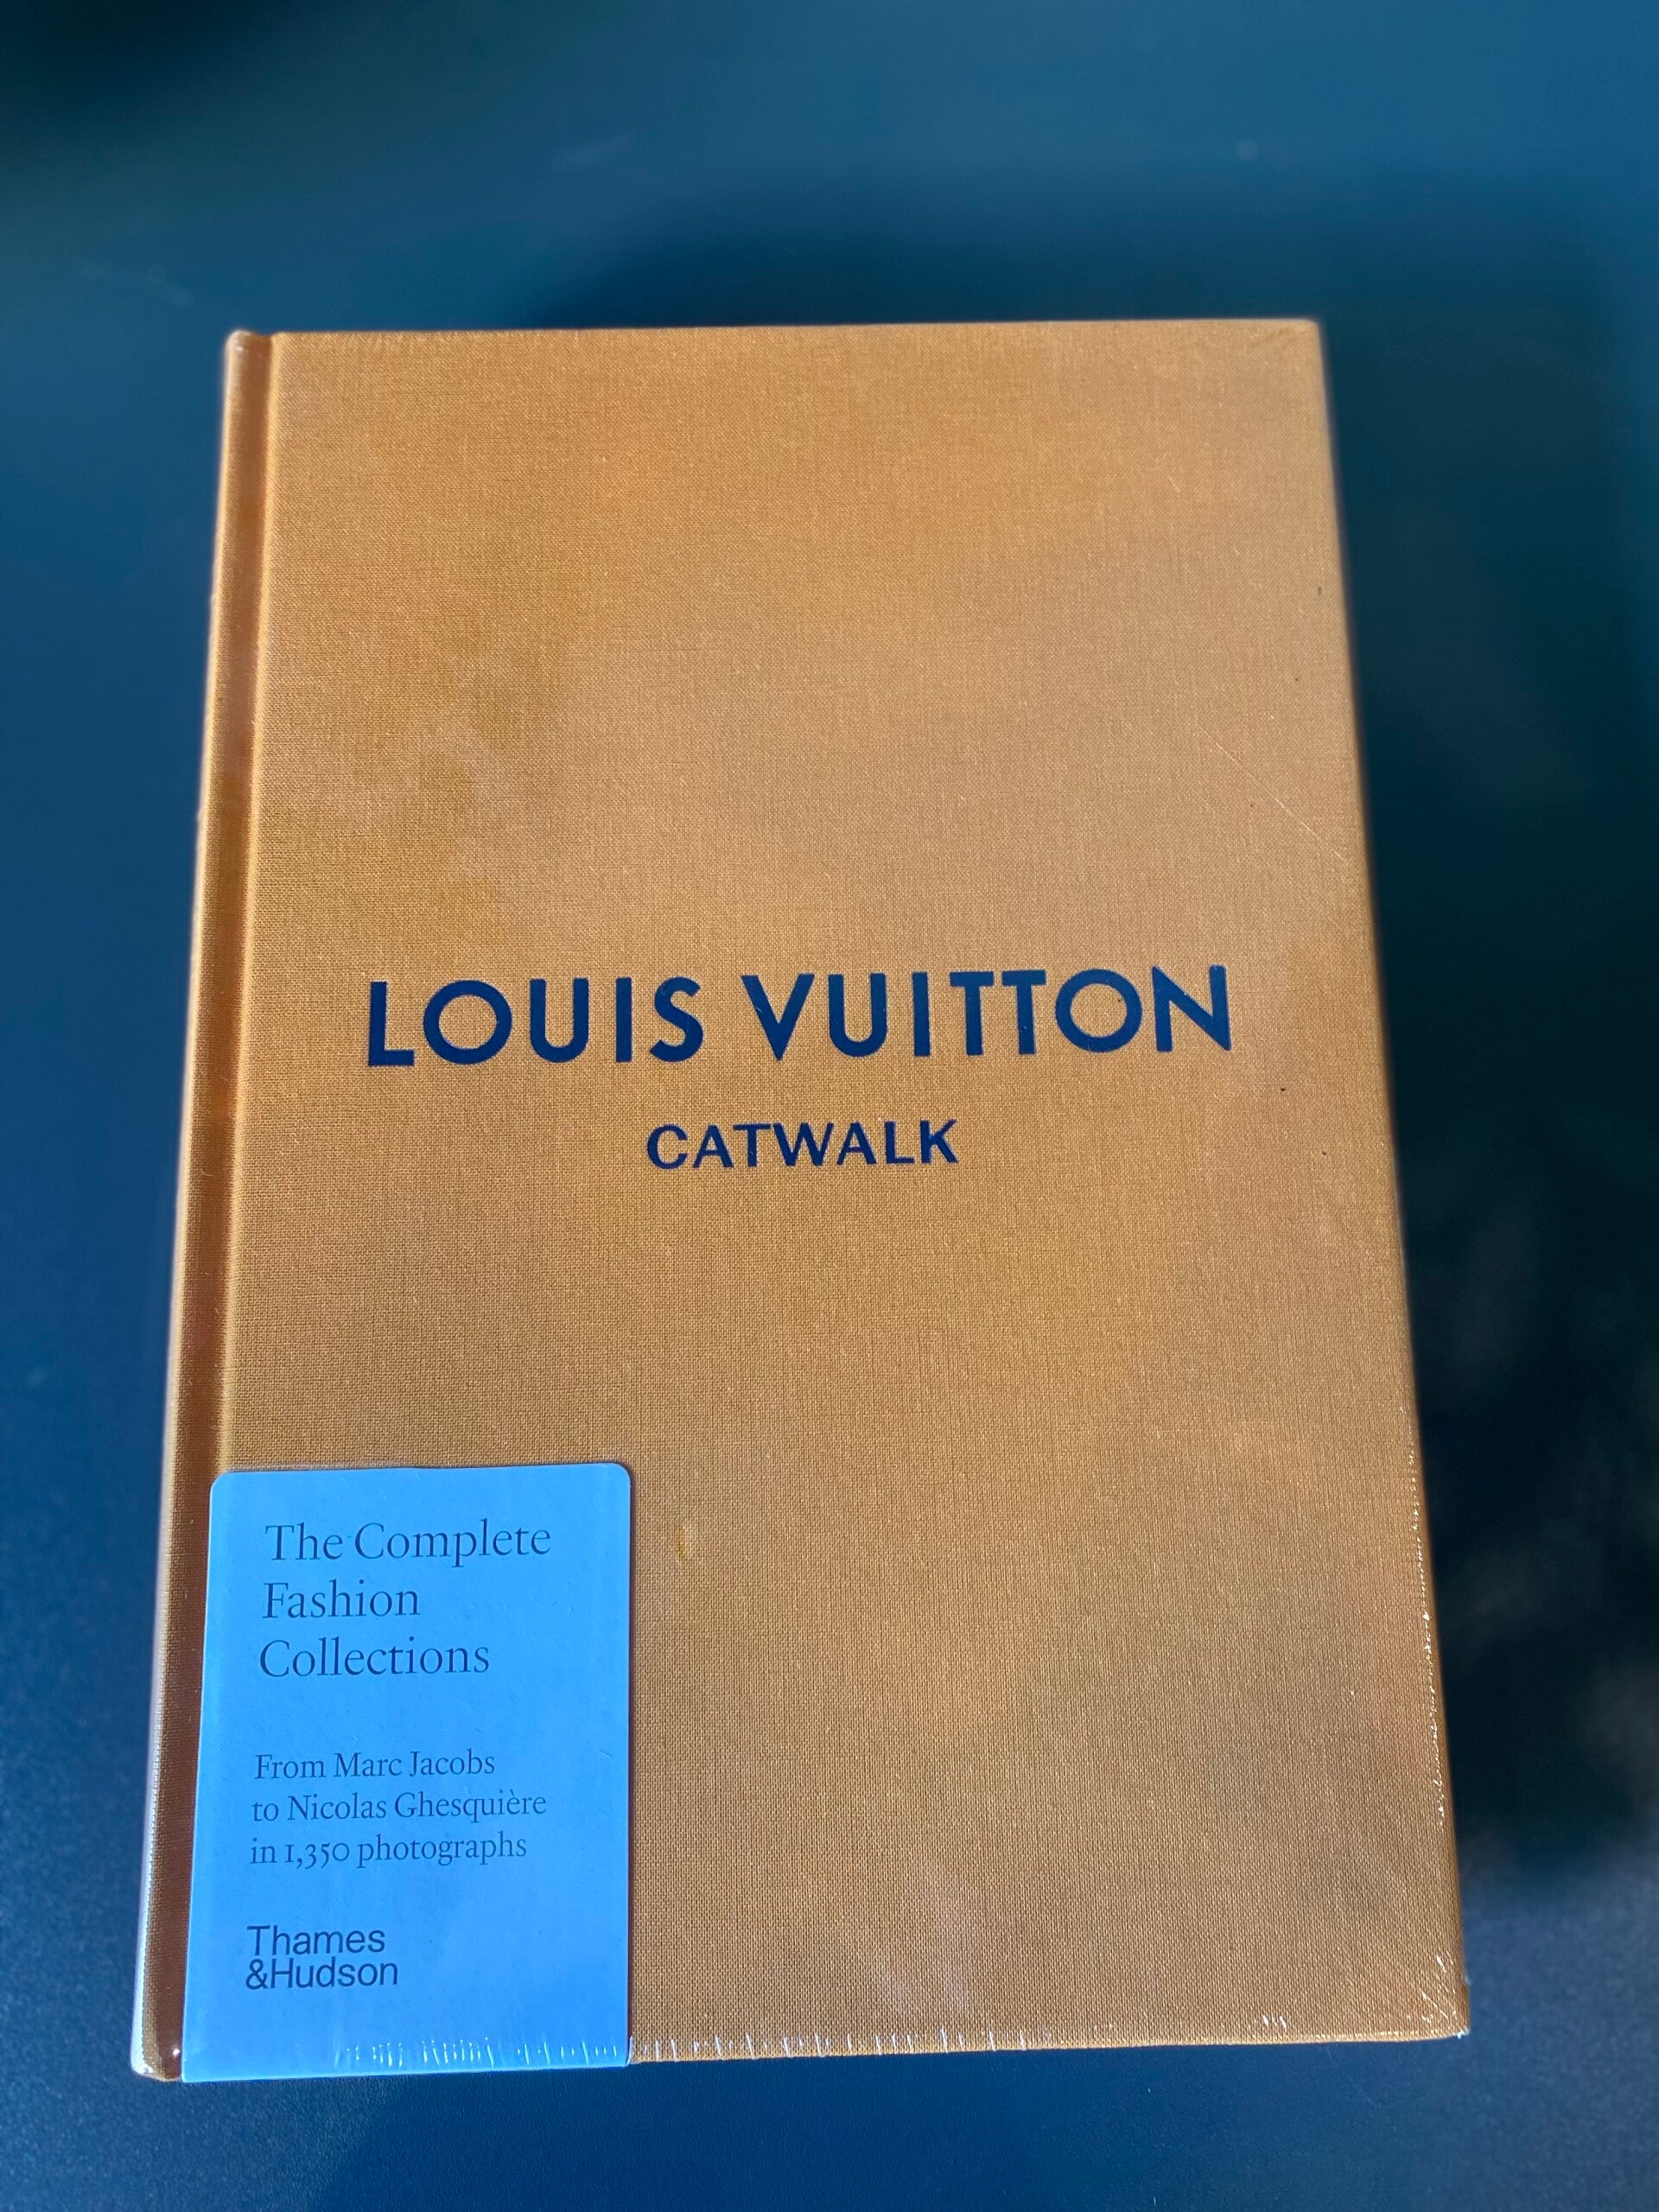 LOUIS VUITTON
CATWALK
The Complete
Fashion
Collections
From Marc Jacobs
to Nicolas Ghesquière
in 1,350 photographs
Thames
&Hudson